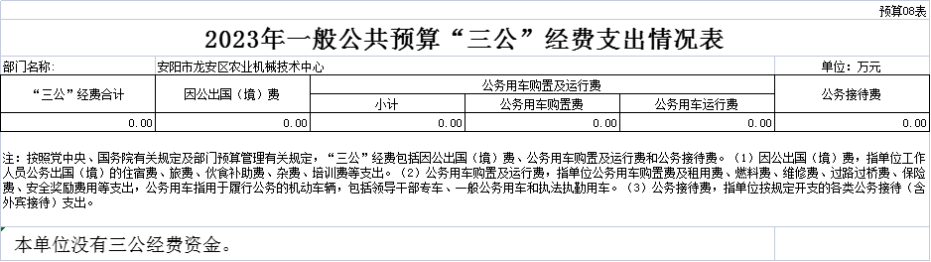 预算08表
2023年一般公共预算“三公”经费支出情况表
部门名称: 安阳市龙安区农业机械技术中心 单位：万元
“三公”经费合计 因公出国（境）费 公务用车购置及运行费 公务接待费
小计 公务用车购置费 公务用车运行费
0.00 0.00 0.00 0.00 0.00 0.00
注：按照党中央、国务院有关规定及部门预算管理有关规定，“三公”经费包括因公出国（境）费、公务用车购置及运行费和公务接待费。（1）因公出国（境）费，指单位工作
人员公务出国（境）的住宿费、旅费、伙食补助费、杂费、培训费等支出。（2）公务用车购置及运行费，指单位公务用车购置费及租用费、燃料费、维修费、过路过桥费、保险
费、安全奖励费用等支出，公务用车指用于履行公务的机动车辆，包括领导干部专车、一般公务用车和执法执勤用车。（3）公务接待费，指单位按规定开支的各类公务接待（含
外宾接待）支出。
本单位没有三公经费资金。